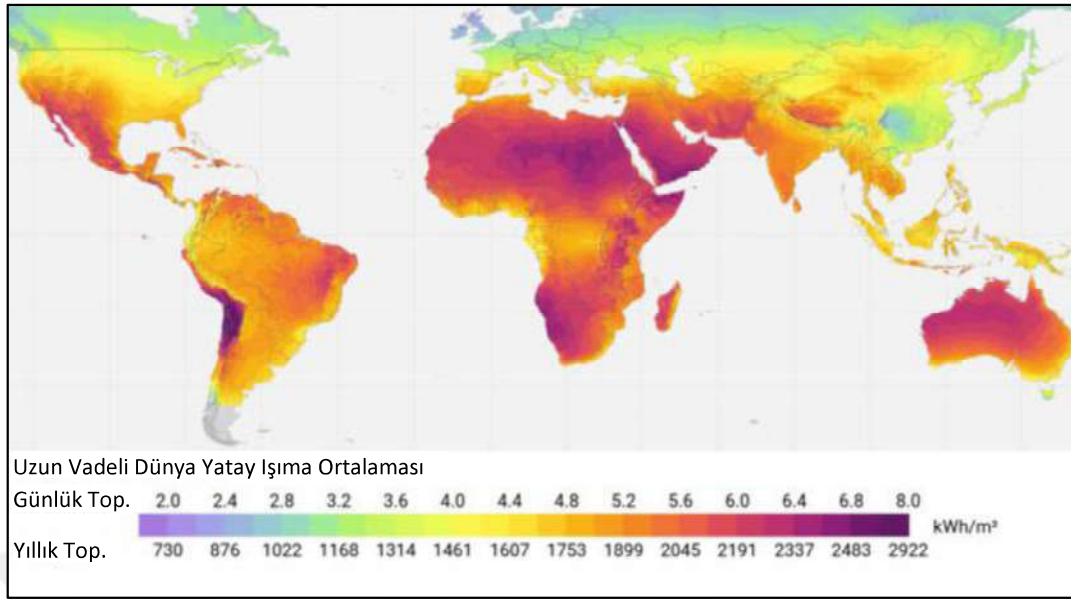 Uzun Vadeli Dünya Yatay Işıma Ortalaması
Günlük Top. 2.0 2.4 2.8 3.2 3.6 4.0 4.4 4.8 5.2 5.6 6.0 6.4 6.8 8.0
kWh/m²
Yıllık Top. 730 876 1022 1168 1314 1461 1607 1753 1899 2045 2191 2337 2483 2922